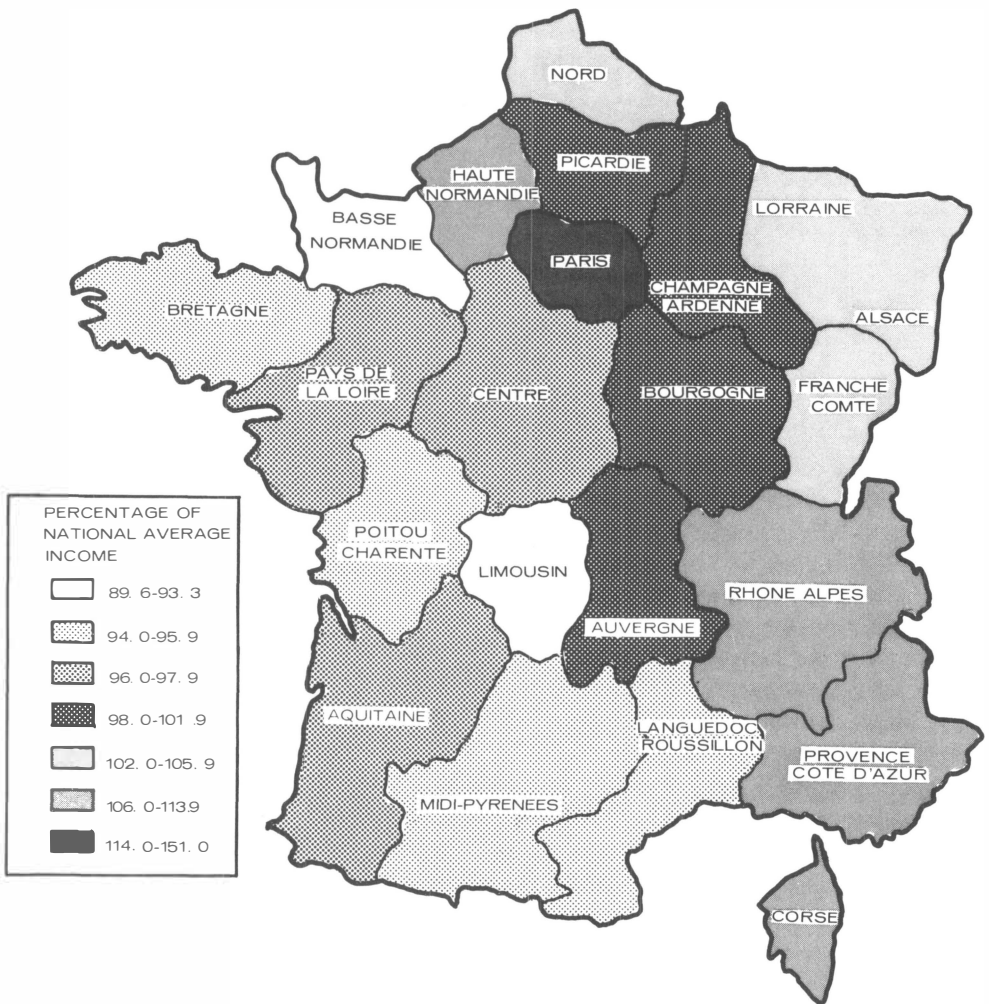 NORD
PICARDIE
HAUTE
NORMANDIE
BASSE
NORMANDIE
LORRAINE
PARIS
CHAMPAGNE
ARDENNE
BRETAGNE
ALSACE
PAYS DE
LA LOIRE
CENTRE
BOURGOGNE
FRANCHE
COMTE
PERCENTAGE OF
NATIONAL AVERAGE
INCOME
89. 6-93. 3
94. 0-95. 9
96. 0-97. 9
98. 0-101 .9
102. 0-105. 9
106. 0-113.9
114. 0-151. 0
POITOU
CHARENTE
LIMOUSIN
RHONE ALPES
AUVERGNE
AQUITAINE
LANGUEDOC
ROUSSILLON
PROVENCE
COTE D'AZUR
MIDI-PYRENEES
CORSE